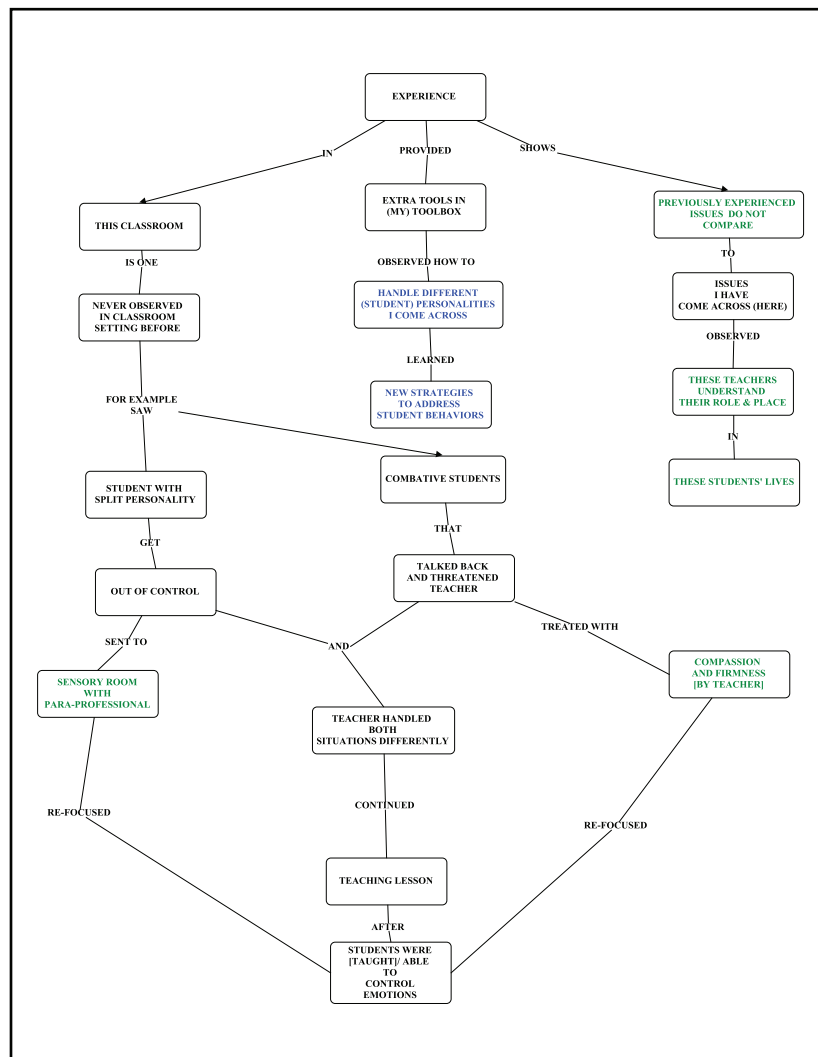 EXPERIENCE
IN
PROVIDED
SHOWS
THIS CLASSROOM
EXTRA TOOLS IN
(MY) TOOLBOX
PREVIOUSLY EXPERIENCED
ISSUES DO NOT
COMPARE
IS ONE
OBSERVED HOW TO
TO
NEVER OBSERVED
IN CLASSROOM
SETTING BEFORE
HANDLE DIFFERENT
(STUDENT) PERSONALITIES
I COME ACROSS
ISSUES
I HAVE
COME ACROSS (HERE)
LEARNED
OBSERVED
FOR EXAMPLE
SAW
NEW STRATEGIES
TO ADDRESS
STUDENT BEHAVIORS
THESE TEACHERS
UNDERSTAND
THEIR ROLE & PLACE
IN
STUDENT WITH
SPLIT PERSONALITY
COMBATIVE STUDENTS
THESE STUDENTS' LIVES
GET
THAT
OUT OF CONTROL
TALKED BACK
AND THREATENED
TEACHER
SENT TO
AND
TREATED WITH
SENSORY ROOM
WITH
PARA-PROFESSIONAL
COMPASSION
AND FIRMNESS
[BY TEACHER]
TEACHER HANDLED
BOTH
SITUATIONS DIFFERENTLY
RE-FOCUSED
CONTINUED
RE-FOCUSED
TEACHING LESSON
AFTER
STUDENTS WERE
[TAUGHT]/ ABLE
TO
CONTROL
EMOTIONS